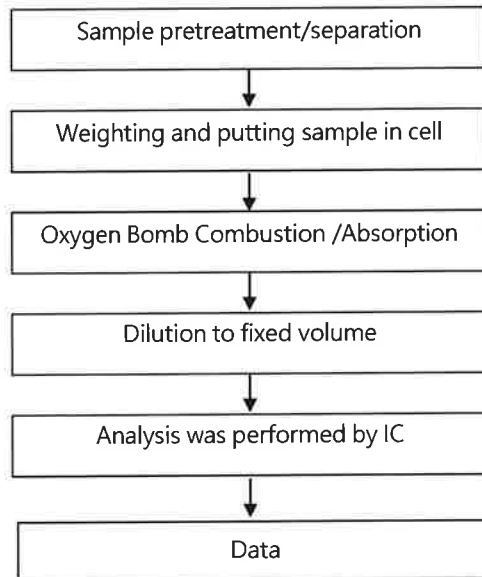 Sample pretreatment/separation
Weighting and putting sample in cell
Oxygen Bomb Combustion /Absorption
Dilution to fixed volume
Analysis was performed by IC
Data